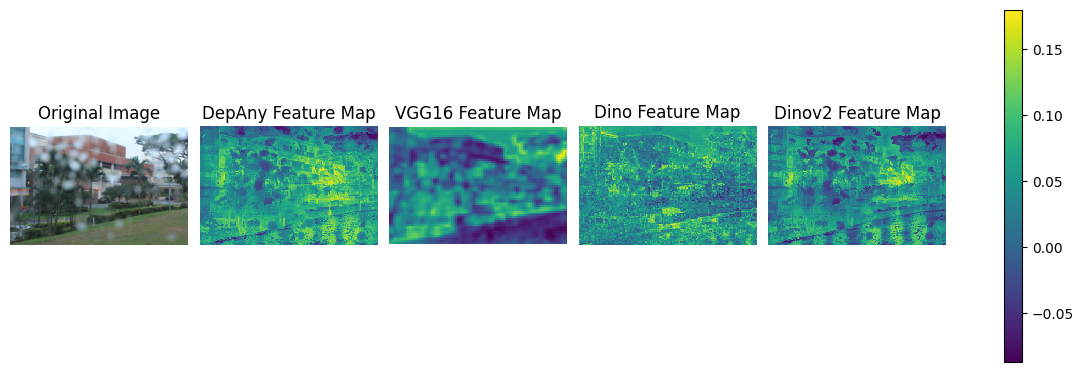 Original Image
DepAny Feature Map
VGG16 Feature Map
Dino Feature Map
Dinov2 Feature Map
0.15
0.10
0.05
0.00
−0.05